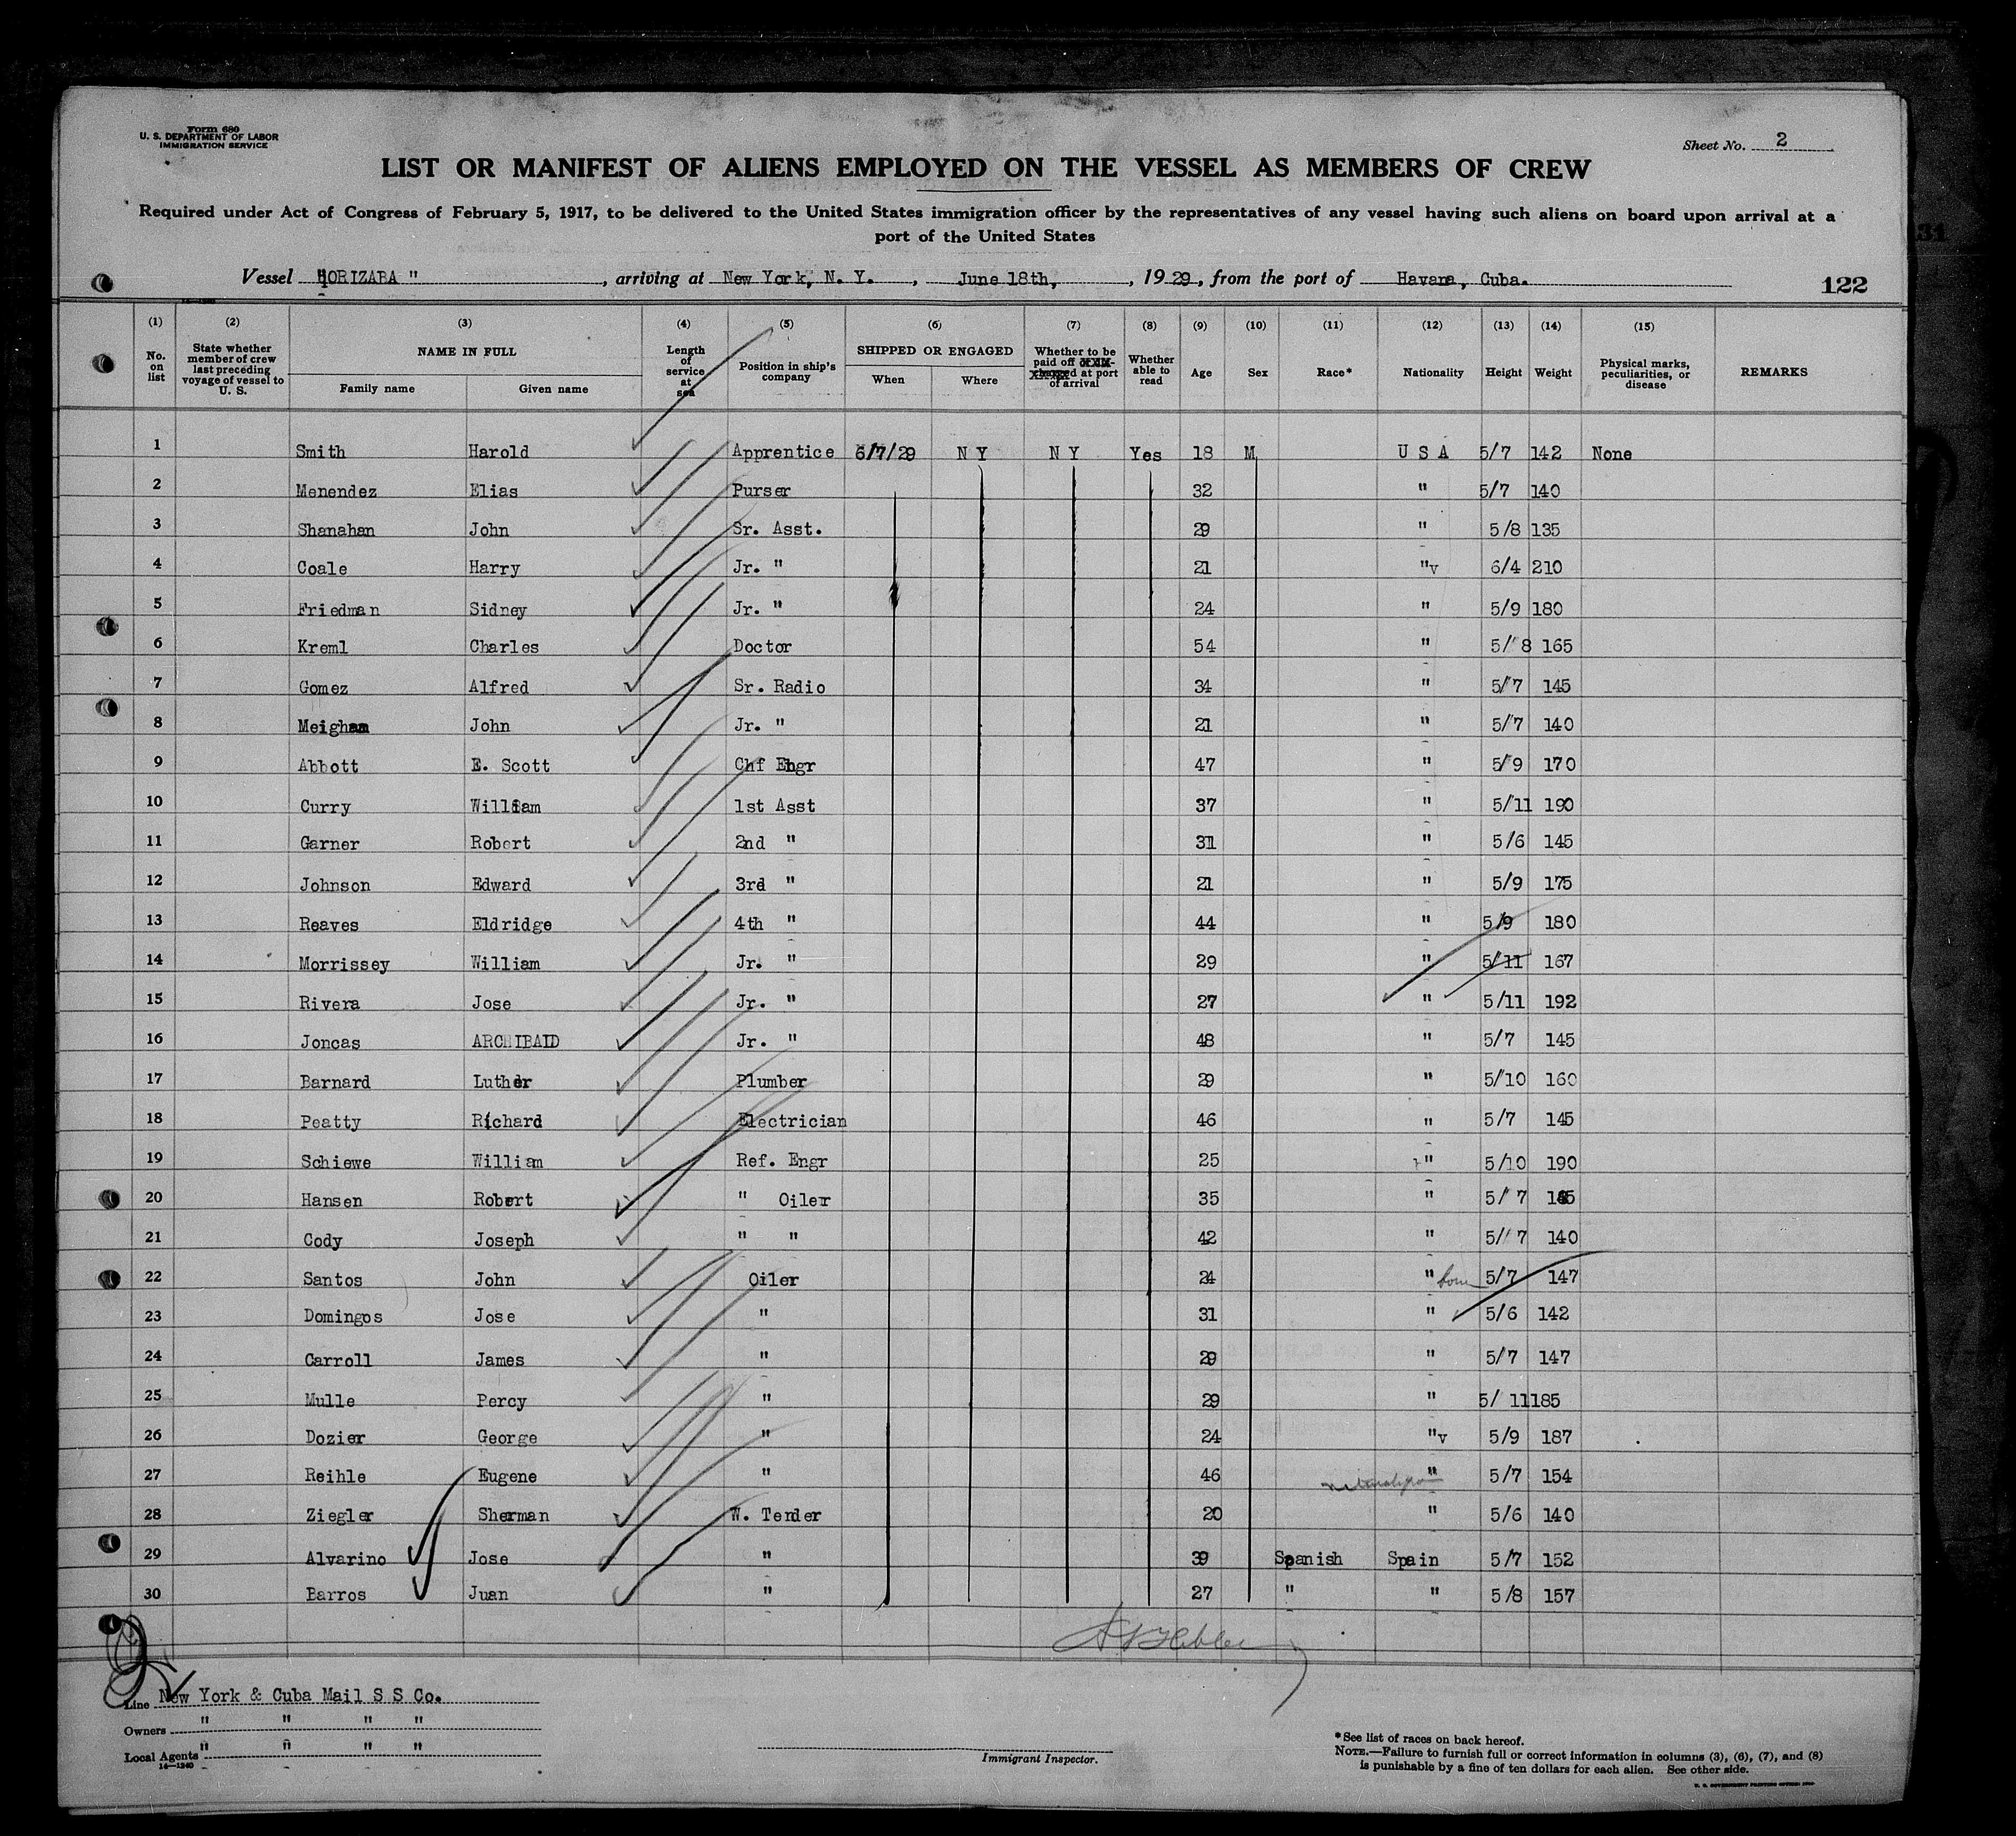 Form 680
U. S. DEPARTMENT OF LABOR
IMMIGRATION SERVICE
Sheet No. 2
LIST OR MANIFEST OF ALIENS EMPLOYED ON THE VESSEL AS MEMBERS OF CREW
Required under Act of Congress of February 5, 1917, to be delivered to the United States immigration officer by the representatives of any vessel having such aliens on board upon arrival at a
port of the United States
Vessel "ORIZABA", arriving at New York, N. Y., June 18th, 1929, from the port of Havana, Cuba.
122
(1) No. on list (2) State whether member of crew last preceding voyage of vessel to U. S. (3) NAME IN FULL Family name Given name (4) Length of service at sea (5) Position in ship's company (6) SHIPPED OR ENGAGED When Where (7) Whether to be paid off at port of arrival (8) Whether able to read (9) Age (10) Sex (11) Race* (12) Nationality (13) Height (14) Weight (15) Physical marks, peculiarities, or disease REMARKS
1 Smith Harold Apprentice 6/7/29 N Y N Y Yes 18 M U S A 5/7 142 None
2 Menendez Elias Purser 32 " 5/7 140
3 Shanahan John Sr. Asst. 29 " 5/8 135
4 Coale Harry Jr. " 21 "v 6/4 210
5 Friedman Sidney Jr. " 24 " 5/9 180
6 Kreml Charles Doctor 54 " 5/8 165
7 Gomez Alfred Sr. Radio 34 " 5/7 145
8 Meighan John Jr. " 21 " 5/7 140
9 Abbott E. Scott Chf Engr 47 " 5/9 170
10 Curry William 1st Asst 37 " 5/11 190
11 Garner Robert 2nd " 31 " 5/6 145
12 Johnson Edward 3rd " 21 " 5/9 175
13 Reaves Eldridge 4th " 44 " 5/9 180
14 Morrissey William Jr. " 29 " 5/11 167
15 Rivera Jose Jr. " 27 " 5/11 192
16 Joncas ARCHIBALD Jr. " 48 " 5/7 145
17 Barnard Luther Plumber 29 " 5/10 160
18 Peatty Richard Electrician 46 " 5/7 145
19 Schiewe William Ref. Engr 25 " 5/10 190
20 Hansen Robert " Oiler 35 " 5/7
21 Cody Joseph " " 42 " 5/7 140
22 Santos John Oiler 24 " 5/7 147
23 Domingos Jose " 31 " 5/6 142
24 Carroll James " 29 " 5/7 147
25 Mulle Percy " 29 " 5/11 185
26 Dozier George " 24 "v 5/9 187
27 Reihle Eugene " 46 " 5/7 154
28 Ziegler Sherman W. Tender 20 " 5/6 140
29 Alvarino Jose " 39 Spanish Spain 5/7 152
30 Barros Juan " 27 " " 5/8 157
Line New York & Cuba Mail S S Co.
Owners " " " "
Local Agents " " " "
14—1240
Immigrant Inspector.
*See list of races on back hereof.
NOTE.—Failure to furnish full or correct information in columns (3), (6), (7), and (8)
is punishable by a fine of ten dollars for each alien. See other side.